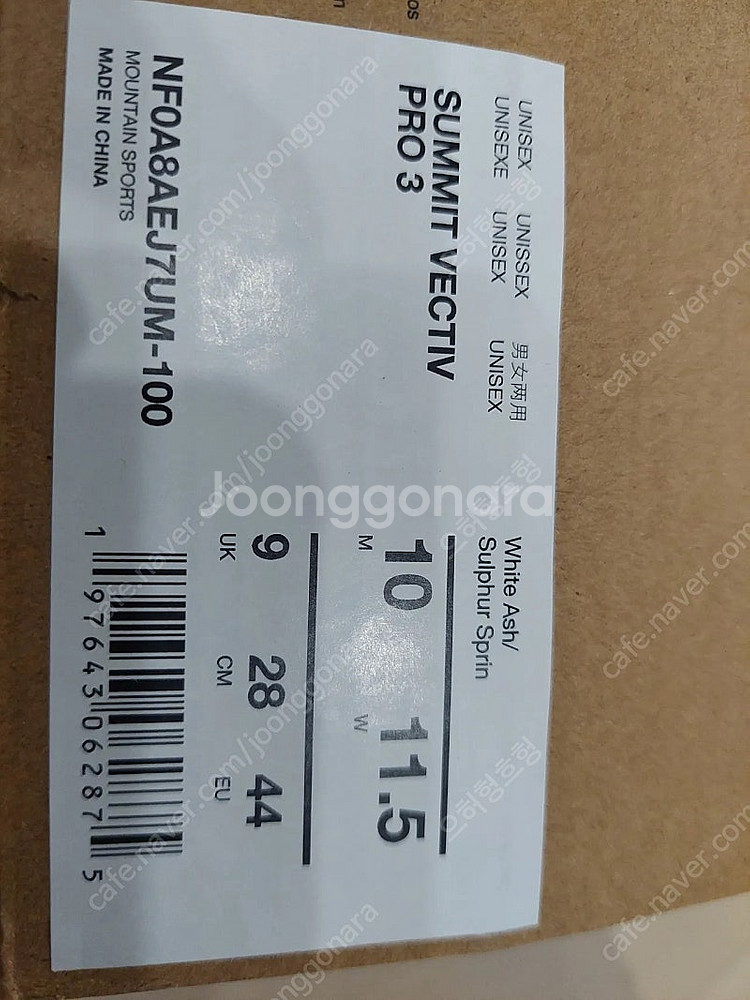 UNISEX UNISSEX 男女两用
UNISEXE UNISEX UNISEX
SUMMIT VECTIV
PRO 3
White Ash/
Sulphur Sprin
10 11.5
M W
9 28 44
UK CM EU
NF0A8AEJ7UM-100
MOUNTAIN SPORTS
MADE IN CHINA
1 97643 06287 5
Joonggonara
cafe.naver.com/joonggonara